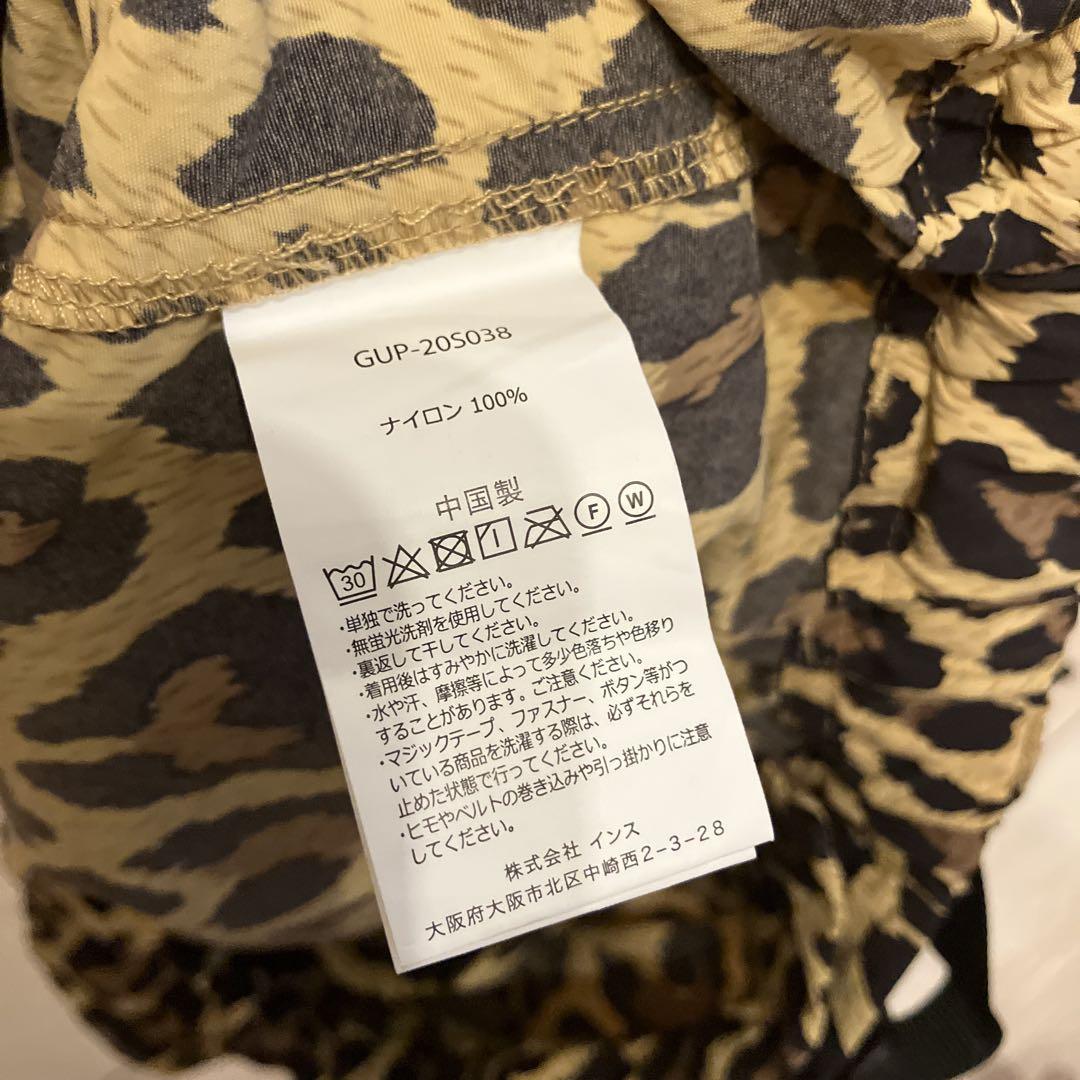 GUP-20S038
ナイロン 100%
中国製
30 F W
・単独で洗ってください。
・無蛍光洗剤を使用してください。
・裏返して干してください。
・着用後はすみやかに洗濯してください。
・水や汗、摩擦等によって多少色落ちや色移り
することがあります。ご注意ください。
・マジックテープ、ファスナー、ボタン等がつ
いている商品を洗濯する際は、必ずそれらを
止めた状態で行ってください。
・ヒモやベルトの巻き込みや引っ掛かりに注意
してください。
株式会社 インス
大阪府大阪市北区中崎西2-3-28